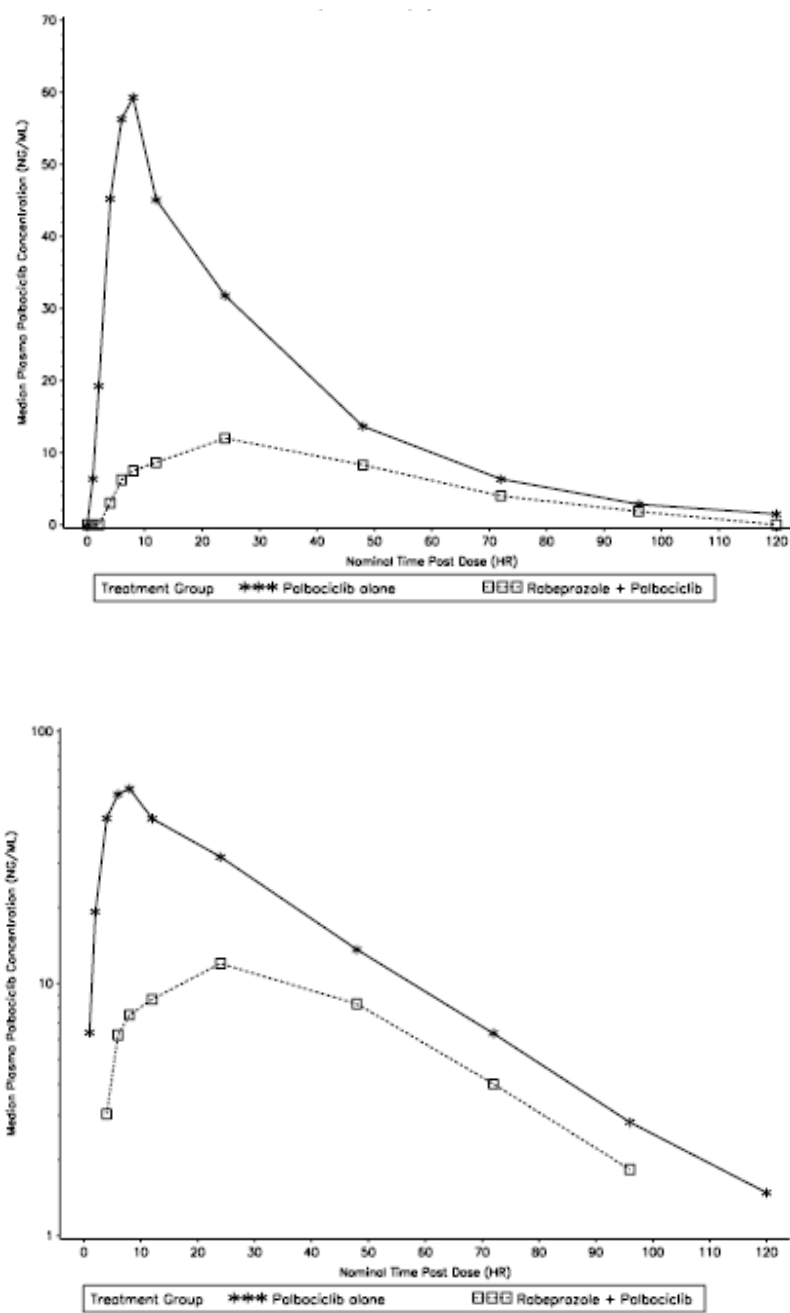 70
60
50
40
30
20
10
0
Median Plasma Palbociclib Concentration (NG/ML)
0 10 20 30 40 50 60 70 80 90 100 110 120
Nominal Time Post Dose (HR)
Treatment Group Palbociclib alone Rabeprazole + Palbociclib
100
10
1
Median Plasma Palbociclib Concentration (NG/ML)
0 10 20 30 40 50 60 70 80 90 100 110 120
Nominal Time Post Dose (HR)
Treatment Group Palbociclib alone Rabeprazole + Palbociclib